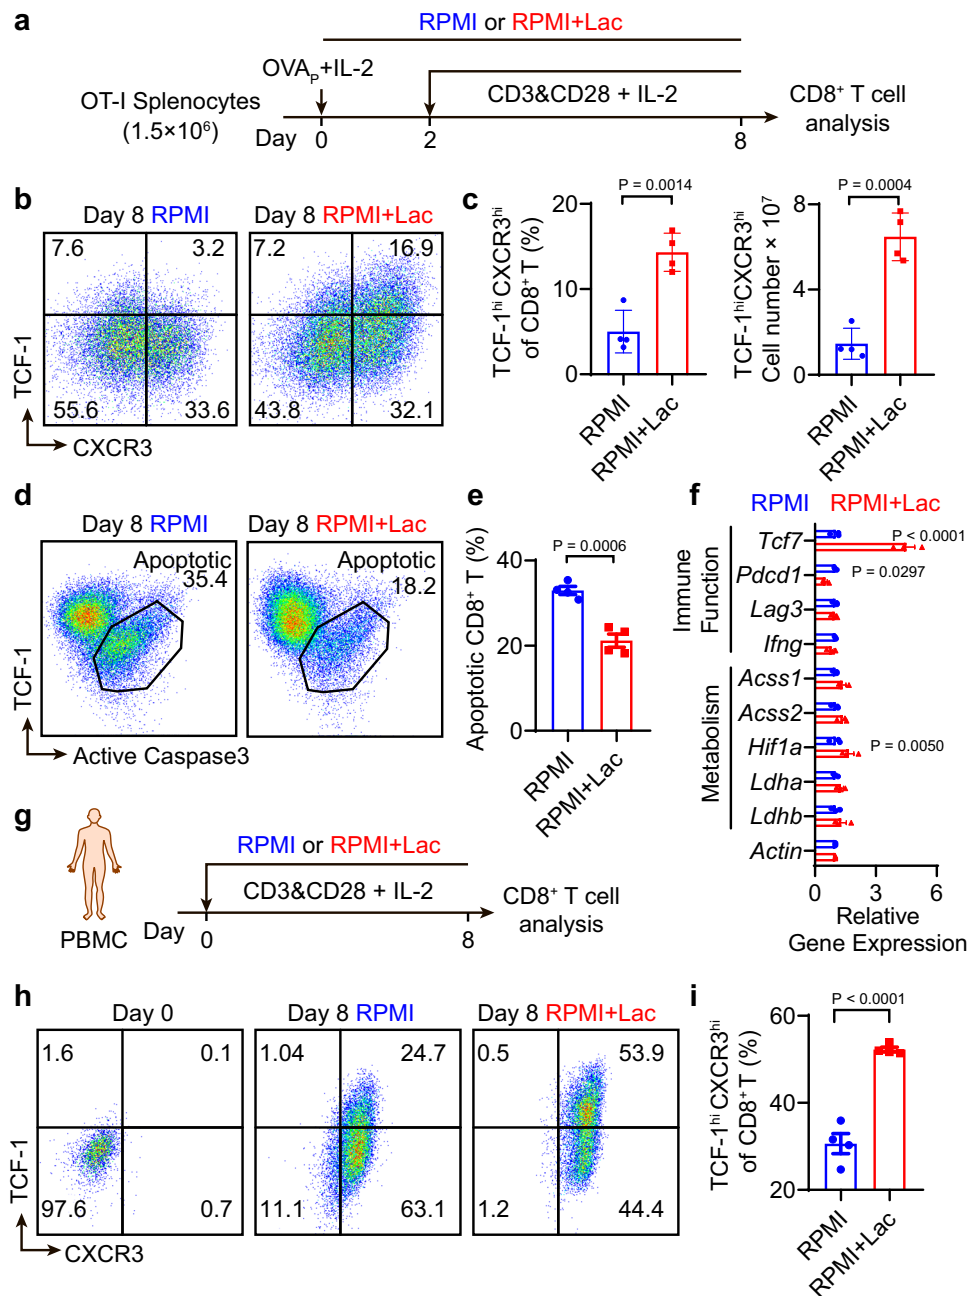 a
RPMI or RPMI+Lac
OVAₚ+IL-2
OT-I Splenocytes
(1.5×10⁶)
CD3&CD28 + IL-2
CD8⁺ T cell
analysis
Day 0 2 8
b
Day 8 RPMI
Day 8 RPMI+Lac
7.6 3.2
7.2 16.9
55.6 33.6
43.8 32.1
TCF-1
CXCR3
c
P = 0.0014
TCF-1ʰⁱ CXCR3ʰⁱ
of CD8⁺ T (%)
20
10
0
RPMI
RPMI+Lac
P = 0.0004
TCF-1ʰⁱCXCR3ʰⁱ
Cell number × 10⁷
8
4
0
RPMI
RPMI+Lac
d
Day 8 RPMI
Day 8 RPMI+Lac
Apoptotic
35.4
Apoptotic
18.2
TCF-1
Active Caspase3
e
P = 0.0006
Apoptotic CD8⁺ T (%)
40
20
0
RPMI
RPMI+Lac
f
RPMI RPMI+Lac
Immune
Function
Metabolism
Tcf7 P < 0.0001
Pdcd1 P = 0.0297
Lag3
Ifng
Acss1
Acss2
Hif1a P = 0.0050
Ldha
Ldhb
Actin
0 3 6
Relative
Gene Expression
g
RPMI or RPMI+Lac
CD3&CD28 + IL-2
CD8⁺ T cell
analysis
PBMC
Day 0 8
h
Day 0
Day 8 RPMI
Day 8 RPMI+Lac
1.6 0.1
1.04 24.7
0.5 53.9
97.6 0.7
11.1 63.1
1.2 44.4
TCF-1
CXCR3
i
P < 0.0001
TCF-1ʰⁱ CXCR3ʰⁱ
of CD8⁺T (%)
60
40
20
RPMI
RPMI+Lac